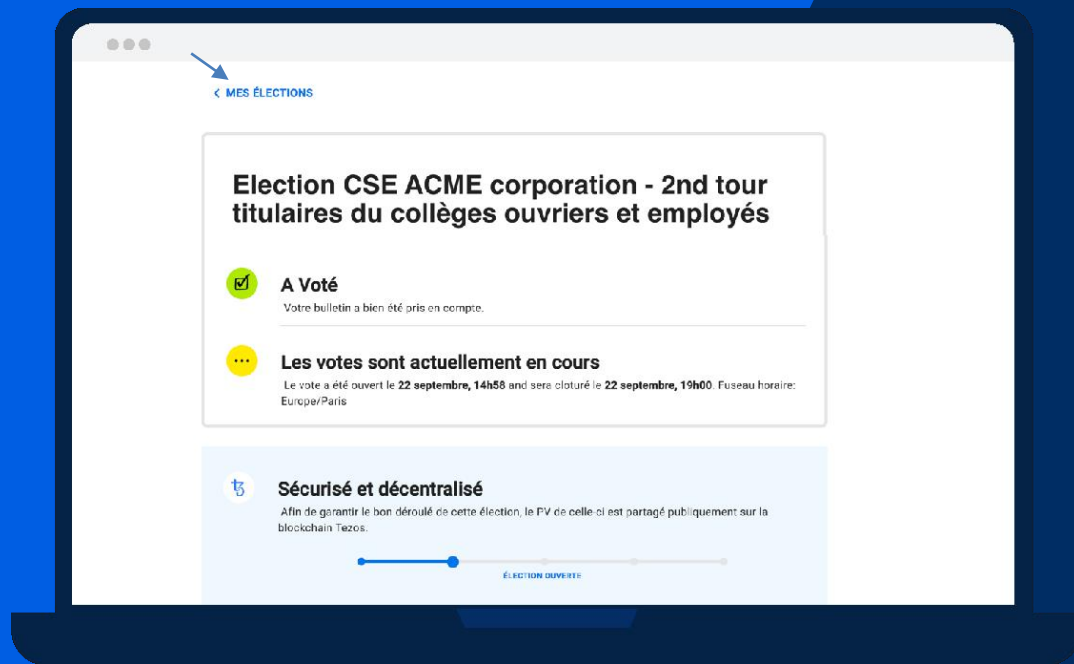 < MES ÉLECTIONS
Election CSE ACME corporation - 2nd tour
titulaires du collèges ouvriers et employés
A Voté
Votre bulletin a bien été pris en compte.
Les votes sont actuellement en cours
Le vote a été ouvert le 22 septembre, 14h58 and sera cloturé le 22 septembre, 19h00. Fuseau horaire:
Europe/Paris
Sécurisé et décentralisé
Afin de garantir le bon déroulé de cette élection, le PV de celle-ci est partagé publiquement sur la
blockchain Tezos.
ÉLECTION OUVERTE